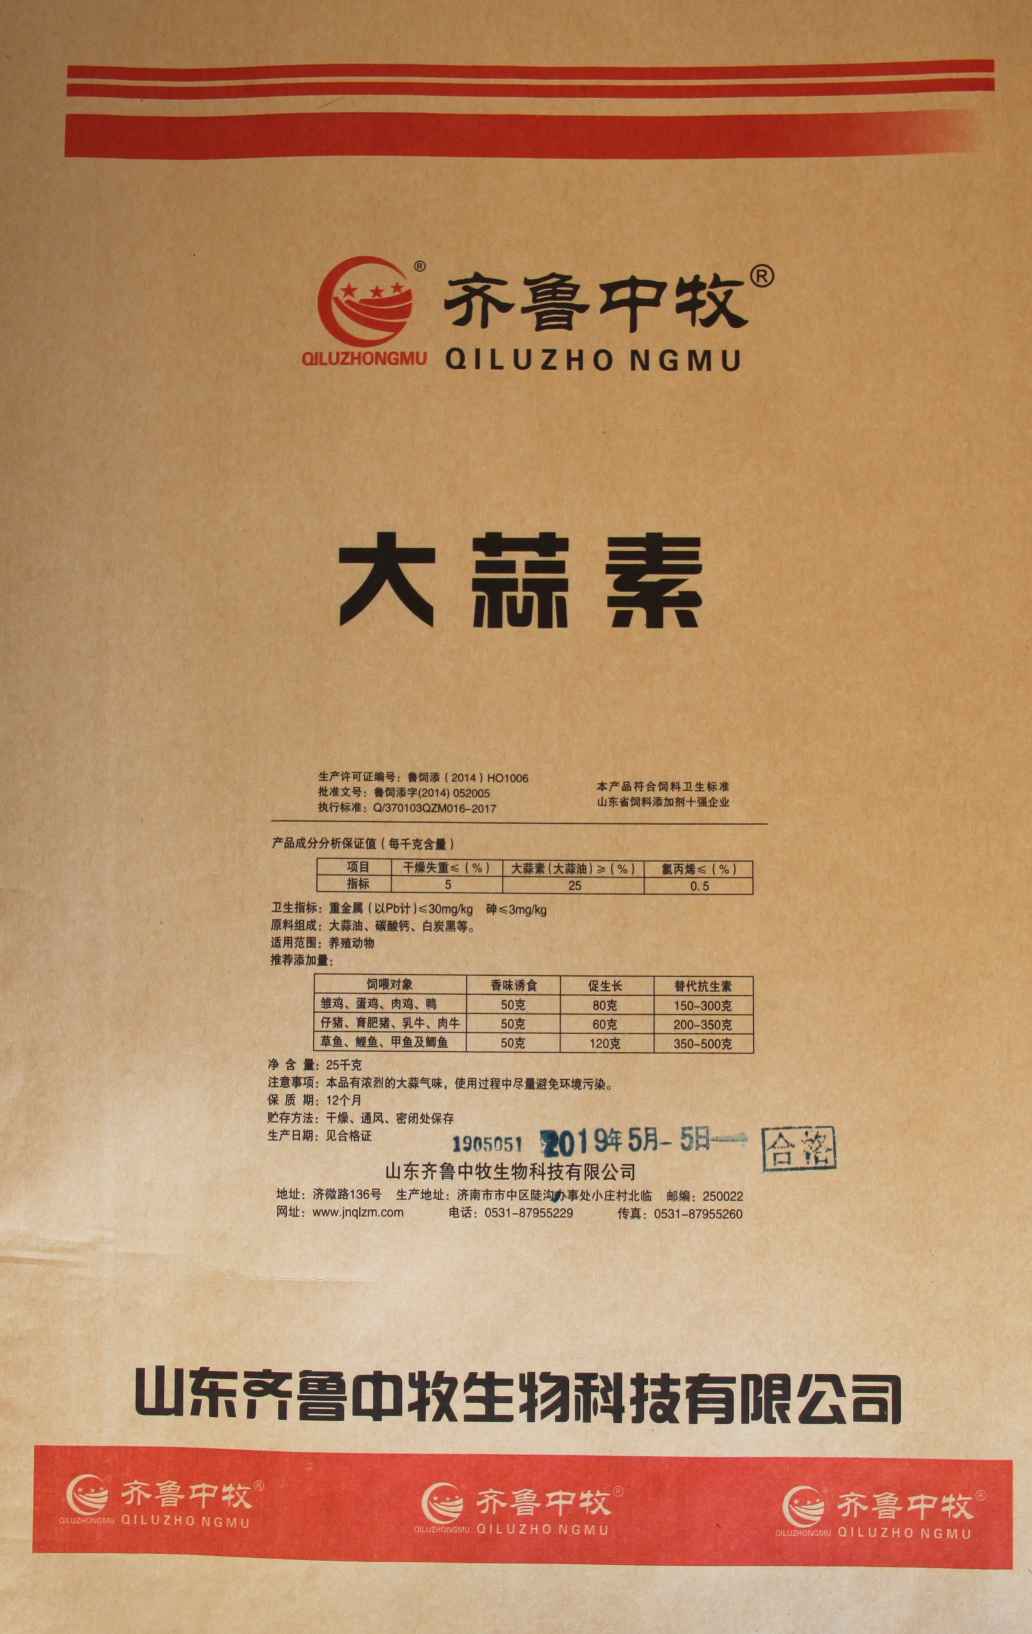 ® 齐鲁中牧®
QILUZHONGMU QILUZHO NGMU
大蒜素
生产许可证编号：鲁饲添（2014）HO1006
批准文号：鲁饲添字(2014) 052005
执行标准：Q/370103QZM016-2017
本产品符合饲料卫生标准
山东省饲料添加剂十强企业
产品成分分析保证值（每千克含量）
项目 干燥失重≤（%） 大蒜素(大蒜油)≥（%） 氯丙烯≤（%）
指标 5 25 0.5
卫生指标：重金属（以Pb计）≤30mg/kg 砷≤3mg/kg
原料组成：大蒜油、碳酸钙、白炭黑等。
适用范围：养殖动物
推荐添加量：
饲喂对象 香味诱食 促生长 替代抗生素
雏鸡、蛋鸡、肉鸡、鸭 50克 80克 150-300克
仔猪、育肥猪、乳牛、肉牛 50克 60克 200-350克
草鱼、鲤鱼、甲鱼及鲫鱼 50克 120克 350-500克
净 含 量：25千克
注意事项：本品有浓烈的大蒜气味，使用过程中尽量避免环境污染。
保 质 期：12个月
贮存方法：干燥、通风、密闭处保存
生产日期：见合格证 1905051 2019年5月-5日 合格
山东齐鲁中牧生物科技有限公司
地址：济微路136号 生产地址：济南市市中区陡沟办事处小庄村北临 邮编：250022
网址：www.jnqlzm.com 电话：0531-87955229 传真：0531-87955260
山东齐鲁中牧生物科技有限公司
齐鲁中牧® 齐鲁中牧® 齐鲁中牧®
QILUZHONGMU QILUZHO NGMU QILUZHONGMU QILUZHO NGMU QILUZHONGMU QILUZHO NGMU